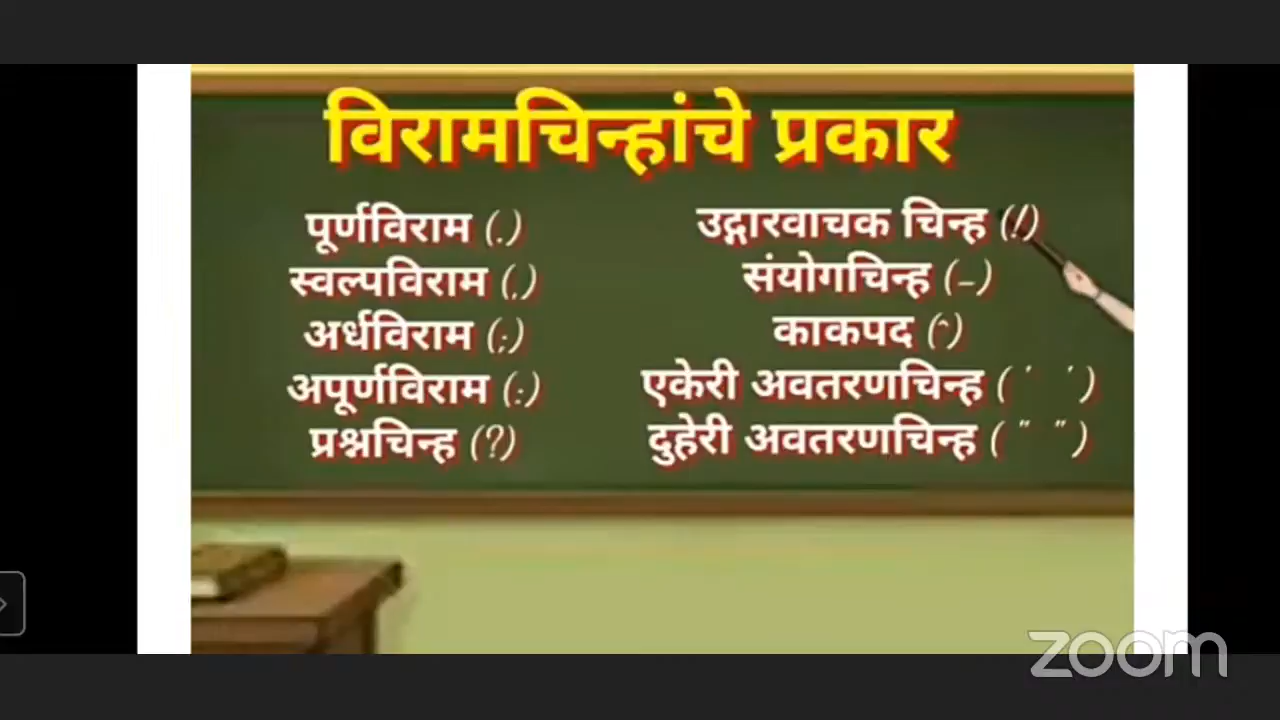 विरामचिन्हांचे प्रकार
पूर्णविराम (.)
स्वल्पविराम (,)
अर्धविराम (;)
अपूर्णविराम (:)
प्रश्नचिन्ह (?)
उद्गारवाचक चिन्ह (!)
संयोगचिन्ह (-)
काकपद (^)
एकेरी अवतरणचिन्ह ( ' ' )
दुहेरी अवतरणचिन्ह ( " " )
zoom